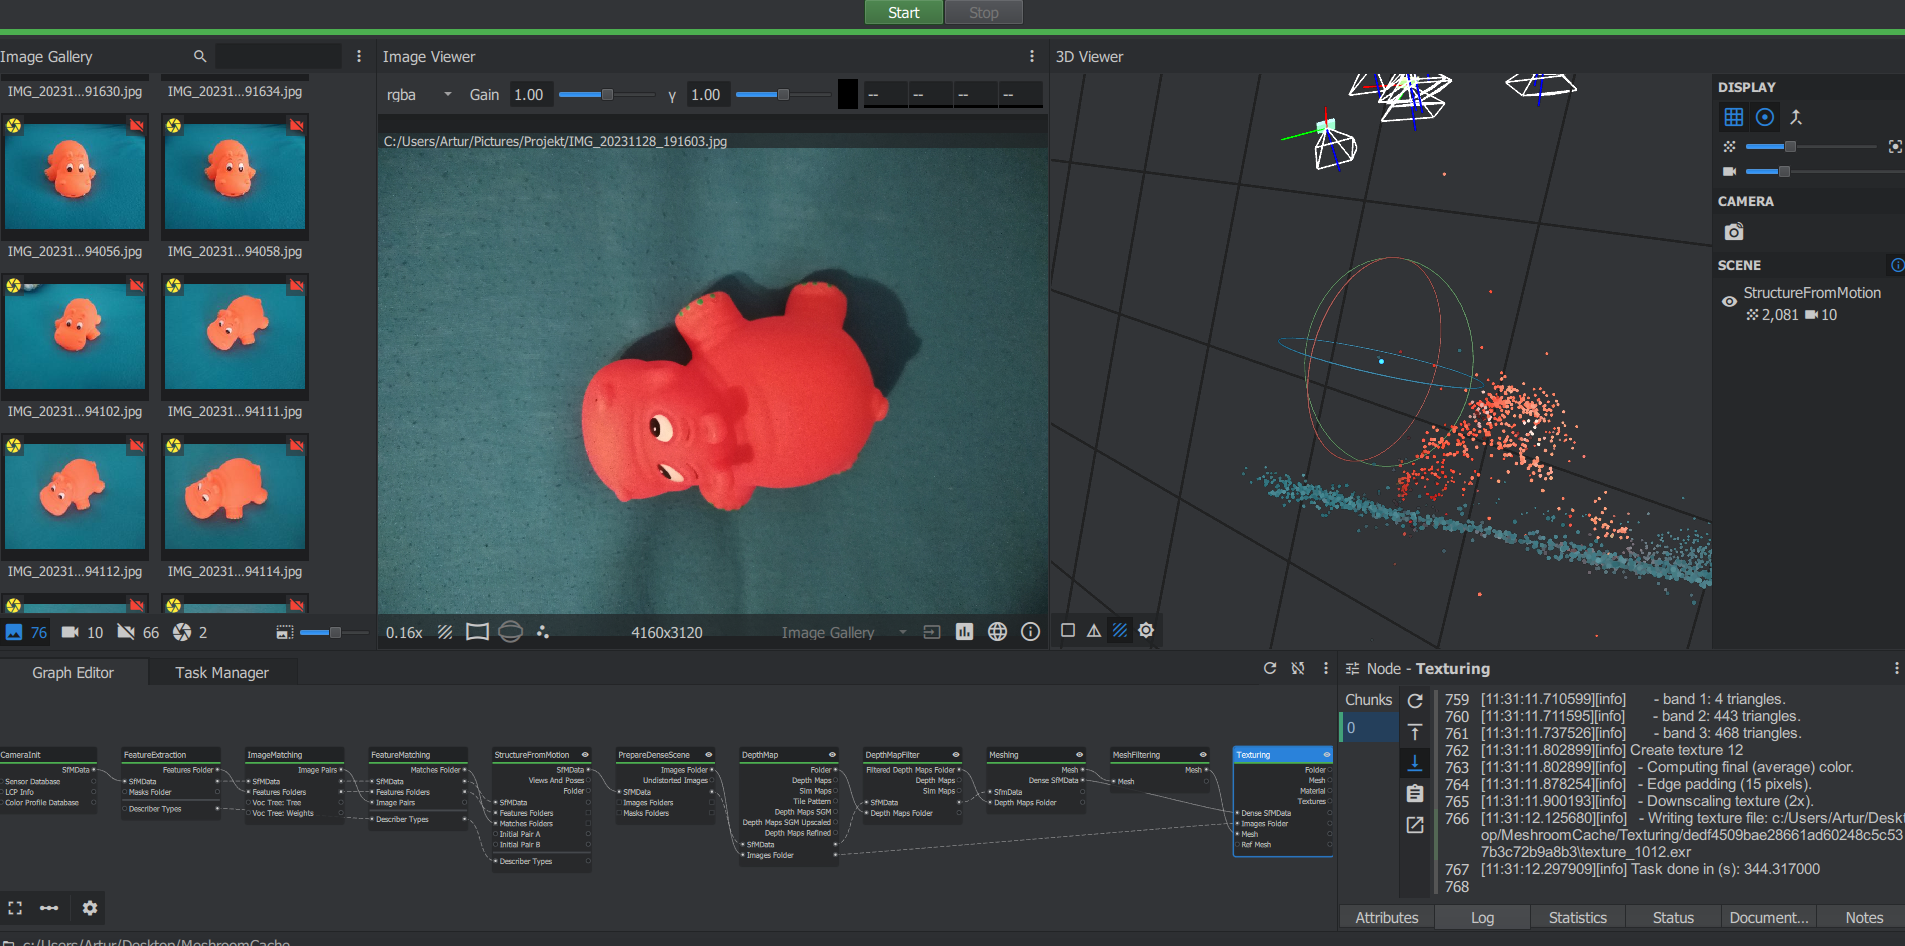 Start
Stop
Image Gallery
Image Viewer
3D Viewer
IMG_20231...91630.jpg
IMG_20231...91634.jpg
rgba
Gain
1.00
γ
1.00
--
--
--
--
C:/Users/Artur/Pictures/Projekt/IMG_20231128_191603.jpg
DISPLAY
CAMERA
SCENE
StructureFromMotion
2,081
10
IMG_20231...94056.jpg
IMG_20231...94058.jpg
IMG_20231...94102.jpg
IMG_20231...94111.jpg
IMG_20231...94112.jpg
IMG_20231...94114.jpg
76
10
66
2
0.16x
4160x3120
Image Gallery
Graph Editor
Task Manager
CameraInit
SfMData
Sensor Database
LCP Info
Color Profile Database
FeatureExtraction
Features Folder
SfMData
Masks Folder
Describer Types
ImageMatching
Image Pairs
SfMData
Features Folders
Voc Tree: Tree
Voc Tree: Weights
FeatureMatching
Matches Folder
SfMData
Features Folders
Image Pairs
Describer Types
StructureFromMotion
SfMData
Views And Poses
Folder
SfMData
Features Folders
Matches Folders
Initial Pair A
Initial Pair B
Describer Types
PrepareDenseScene
Images Folder
Undistorted Images
SfMData
Images Folders
Masks Folders
DepthMap
Folder
Depth Maps
Sim Maps
Tile Pattern
Depth Maps SGM
Depth Maps SGM Upscaled
Depth Maps Refined
SfMData
Images Folder
DepthMapFilter
Filtered Depth Maps Folder
Depth Maps
Sim Maps
SfMData
Depth Maps Folder
Meshing
Mesh
Dense SfMData
SfmData
Depth Maps Folder
MeshFiltering
Mesh
Mesh
Texturing
Folder
Mesh
Material
Textures
Dense SfMData
Images Folder
Mesh
Ref Mesh
Node - Texturing
Chunks
0
759 [11:31:11.710599][info] - band 1: 4 triangles.
760 [11:31:11.711595][info] - band 2: 443 triangles.
761 [11:31:11.737526][info] - band 3: 468 triangles.
762 [11:31:11.802899][info] Create texture 12
763 [11:31:11.802899][info] - Computing final (average) color.
764 [11:31:11.878254][info] - Edge padding (15 pixels).
765 [11:31:11.900193][info] - Downscaling texture (2x).
766 [11:31:12.125680][info] - Writing texture file: c:/Users/Artur/Deskt
op/MeshroomCache/Texturing/dedf4509bae28661ad60248c5c53
7b3c72b9a8b3\texture_1012.exr
767 [11:31:12.297909][info] Task done in (s): 344.317000
768
Attributes
Log
Statistics
Status
Document...
Notes
c:/Users/Artur/Desktop/MeshroomCache